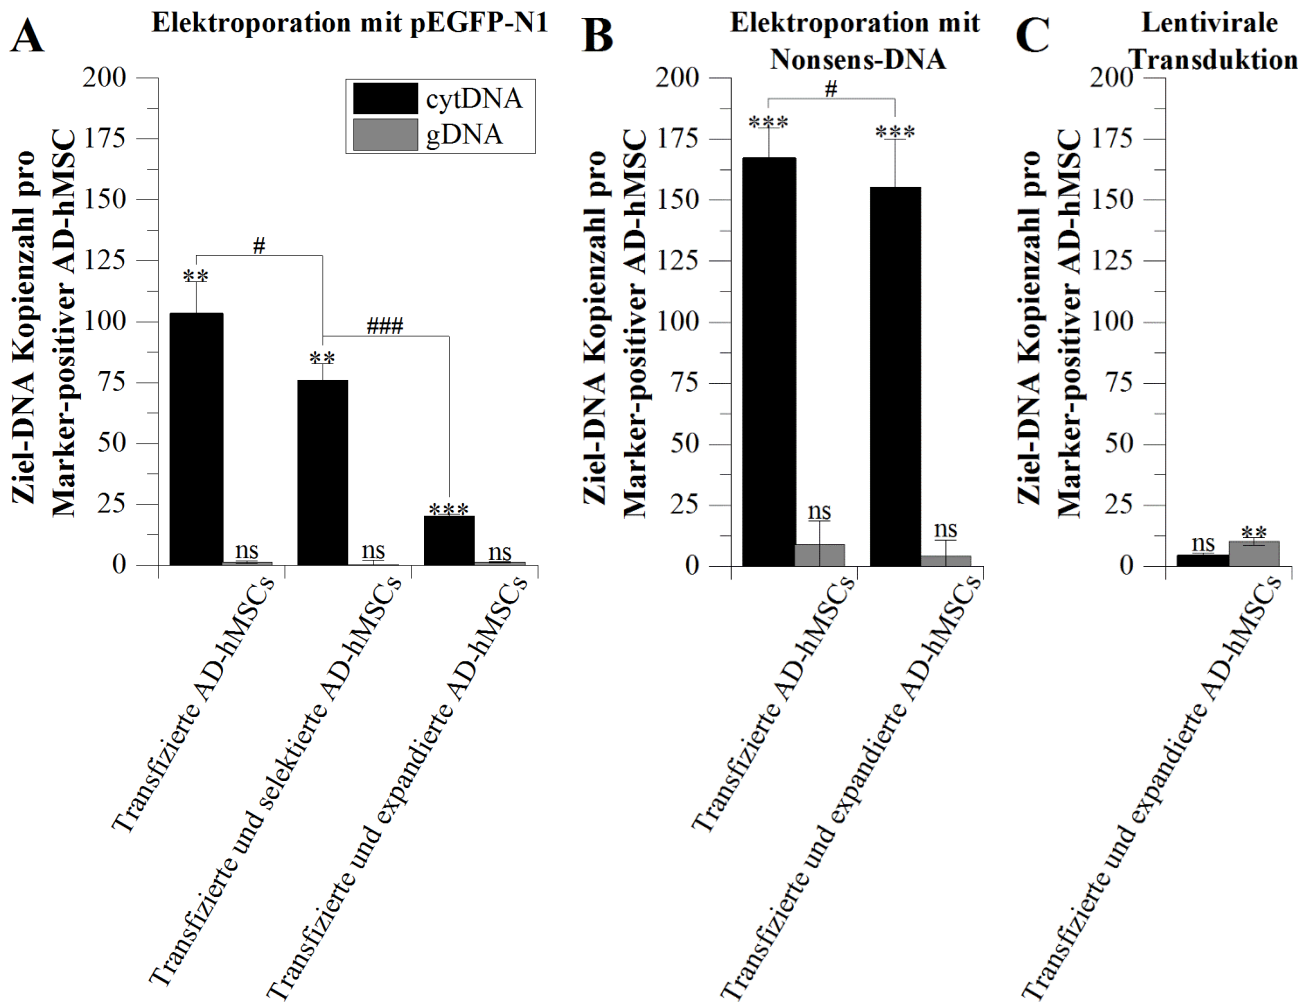 A
Elektroporation mit pEGFP-N1
Ziel-DNA Kopienzahl pro
Marker-positiver AD-hMSC
200
175
150
125
100
75
50
25
0
cytDNA
gDNA
#
**
###
**
***
ns
ns
ns
Transfizierte AD-hMSCs
Transfizierte und selektierte AD-hMSCs
Transfizierte und expandierte AD-hMSCs
B
Elektroporation mit
Nonsens-DNA
Ziel-DNA Kopienzahl pro
Marker-positiver AD-hMSC
200
175
150
125
100
75
50
25
0
#
***
***
ns
ns
Transfizierte AD-hMSCs
Transfizierte und expandierte AD-hMSCs
C
Lentivirale
Transduktion
Ziel-DNA Kopienzahl pro
Marker-positiver AD-hMSC
200
175
150
125
100
75
50
25
0
ns
**
Transfizierte und expandierte AD-hMSCs